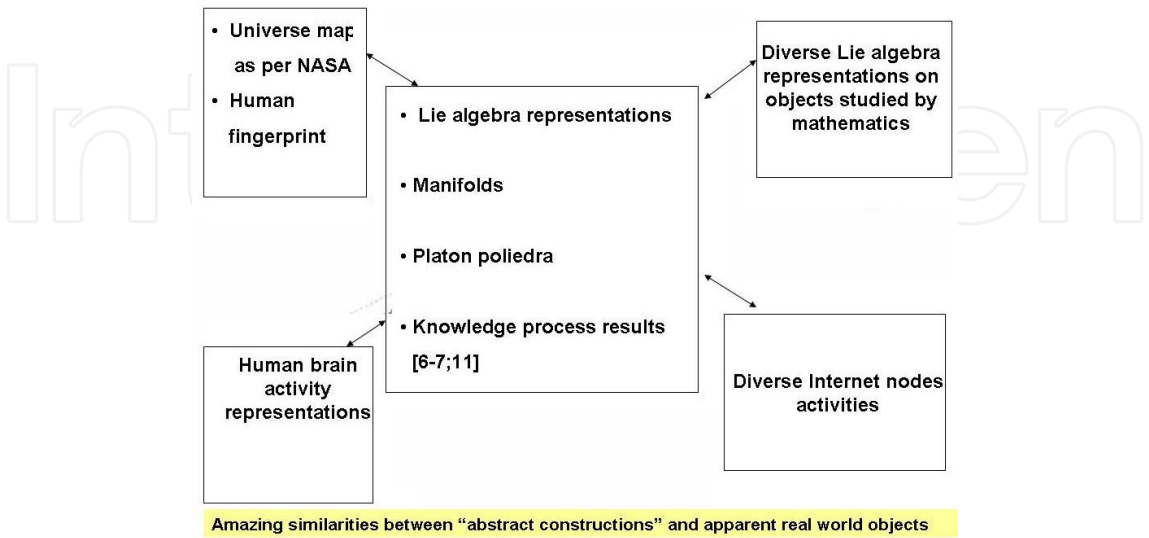 • Universe map
as per NASA
• Human
fingerprint
Diverse Lie algebra
representations on
objects studied by
mathematics
• Lie algebra representations
• Manifolds
• Platon poliedra
• Knowledge process results
[6-7;11]
Human brain
activity
representations
Diverse Internet nodes
activities
Amazing similarities between “abstract constructions” and apparent real world objects